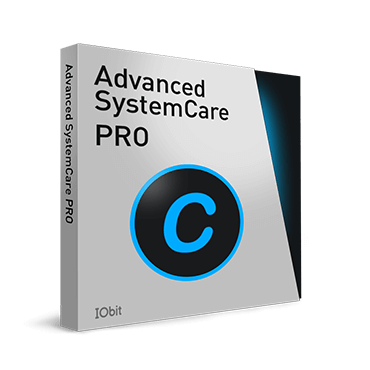 Advanced
SystemCare
PRO
C
IObit
Advanced SystemCare PRO